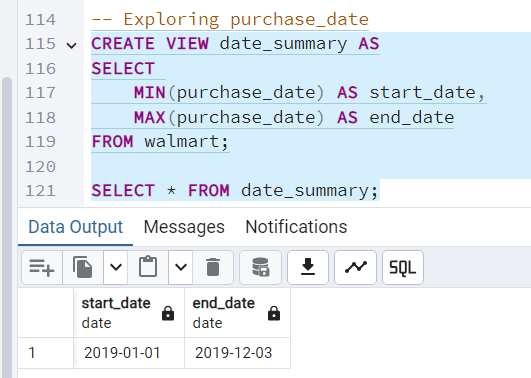 114 -- Exploring purchase_date
115 CREATE VIEW date_summary AS
116 SELECT
117 MIN(purchase_date) AS start_date,
118 MAX(purchase_date) AS end_date
119 FROM walmart;
120
121 SELECT * FROM date_summary;
Data Output Messages Notifications
SQL
start_date end_date
date date
1 2019-01-01 2019-12-03